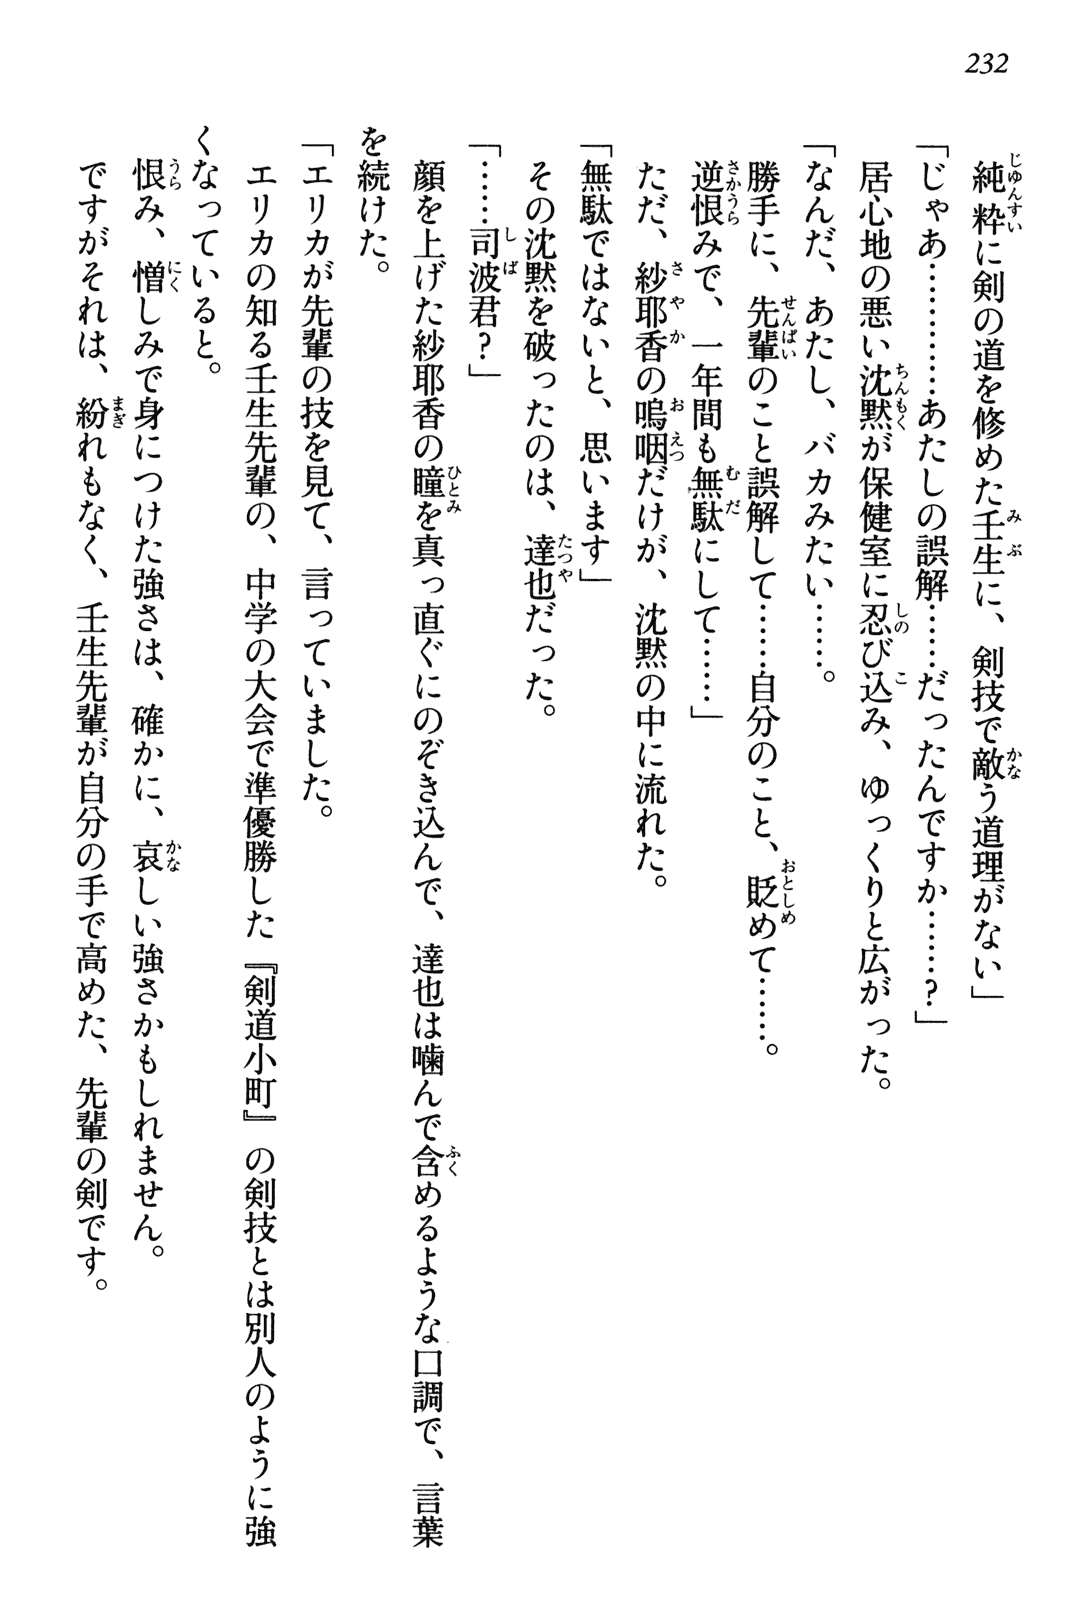 232
純粋に剣の道を修めた壬生に、剣技で敵う道理がない」
「じゃあ…………あたしの誤解……だったんですか……？」
居心地の悪い沈黙が保健室に忍び込み、ゆっくりと広がった。
「なんだ、あたし、バカみたい……。
勝手に、先輩のこと誤解して……自分のこと、貶めて……。
逆恨みで、一年間も無駄にして……」
ただ、紗耶香の嗚咽だけが、沈黙の中に流れた。
「無駄ではないと、思います」
その沈黙を破ったのは、達也だった。
「……司波君？」
顔を上げた紗耶香の瞳を真っ直ぐにのぞき込んで、達也は噛んで含めるような口調で、言葉
を続けた。
「エリカが先輩の技を見て、言っていました。
エリカの知る壬生先輩の、中学の大会で準優勝した『剣道小町』の剣技とは別人のように強
くなっていると。
恨み、憎しみで身につけた強さは、確かに、哀しい強さかもしれません。
ですがそれは、紛れもなく、壬生先輩が自分の手で高めた、先輩の剣です。